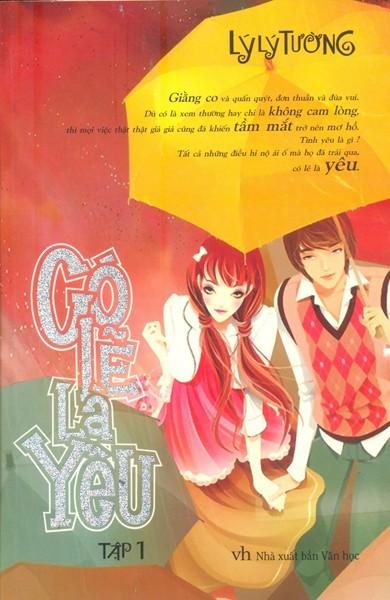 LÝ LÝ TƯỜNG
Giằng co và quấn quýt, đơn thuần và đùa vui.
Dù có là xem thường hay chỉ là không cam lòng,
thì mọi việc thật thật giả giả cũng đã khiến tầm mắt trở nên mơ hồ.
Tình yêu là gì ?
Tất cả những điều hỉ nộ ái ố mà họ đã trải qua,
có lẽ là yêu.
Có
lẽ
Là
Yêu
TẬP 1
vh Nhà xuất bản Văn học